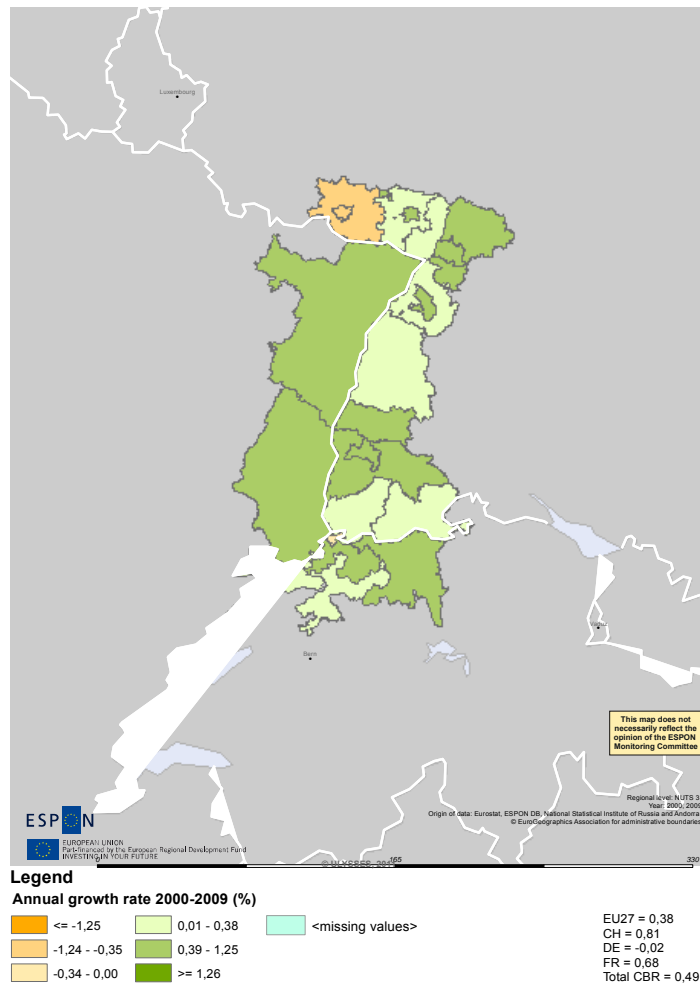 Luxembourg
Bern
Vaduz
This map does not
necessarily reflect the
opinion of the ESPON
Monitoring Committee
Regional level: NUTS 3
Year: 2000, 2009
Origin of data: Eurostat, ESPON DB, National Statistical Institute of Russia and Andorra
© EuroGeographics Association for administrative boundaries
ESPON
EUROPEAN UNION
Part-financed by the European Regional Development Fund
INVESTING IN YOUR FUTURE
0 165 330
Legend
Annual growth rate 2000-2009 (%)
<= -1,25
-1,24 - -0,35
-0,34 - 0,00
0,01 - 0,38
0,39 - 1,25
>= 1,26
<missing values>
EU27 = 0,38
CH = 0,81
DE = -0,02
FR = 0,68
Total CBR = 0,49